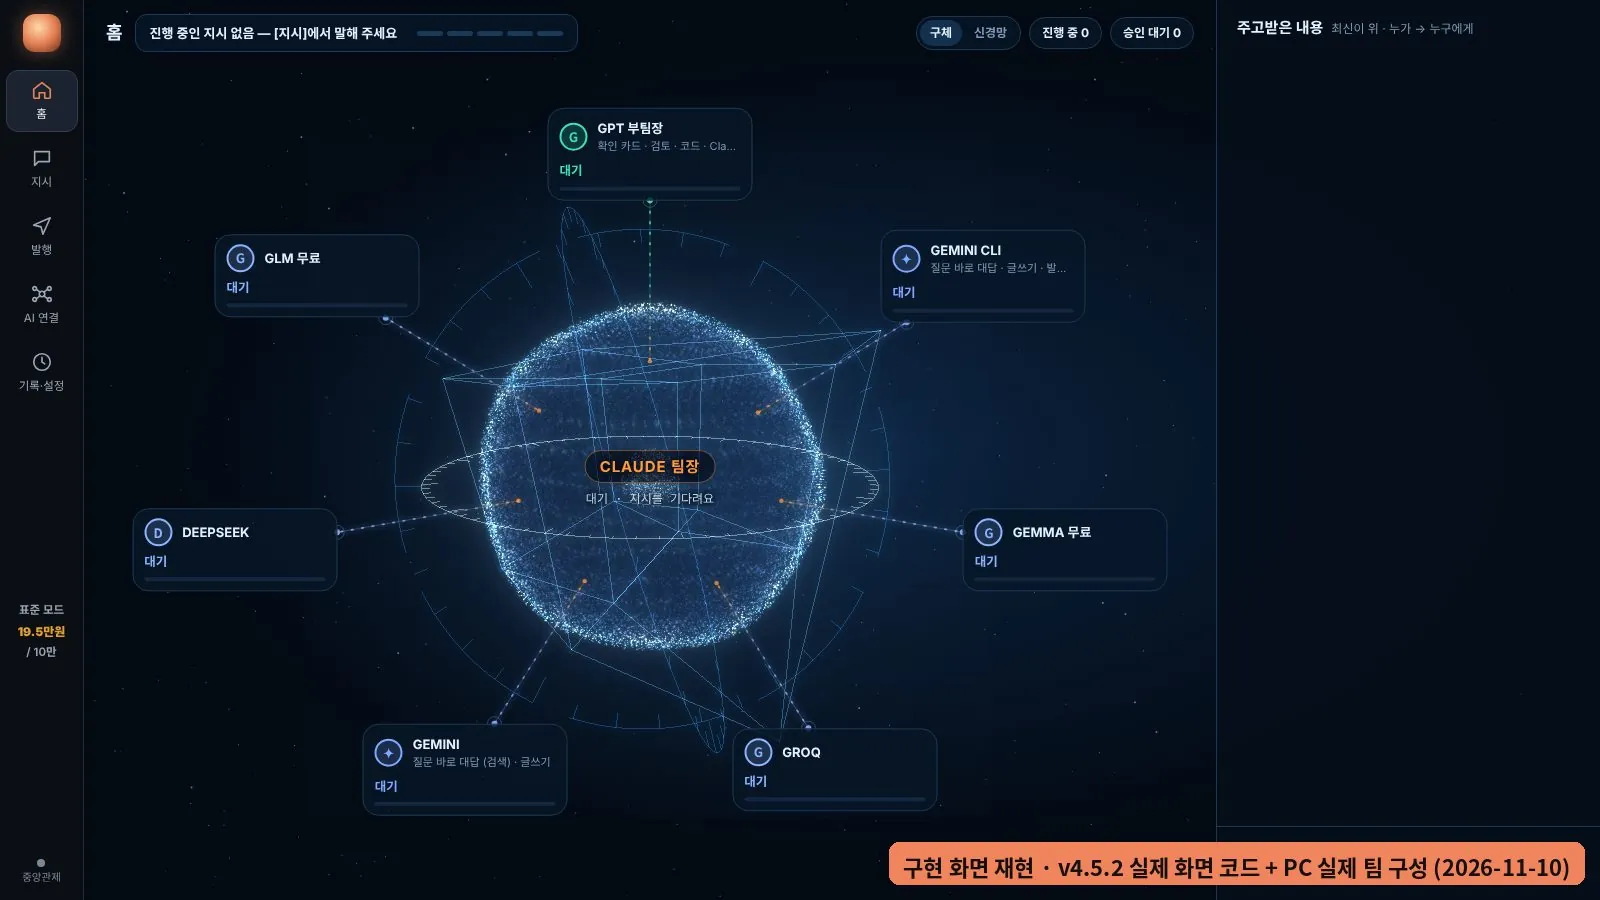 홈
지시
발행
AI 연결
기록·설정
표준 모드
19.5만원
/ 10만
중앙관제
홈
진행 중인 지시 없음 — [지시]에서 말해 주세요
구체
신경망
진행 중 0
승인 대기 0
G
GPT 부팀장
확인 카드 · 검토 · 코드 · Cla...
대기
G
GLM 무료
대기
GEMINI CLI
질문 바로 대답 · 글쓰기 · 발...
대기
CLAUDE 팀장
대기 · 지시를 기다려요
D
DEEPSEEK
대기
G
GEMMA 무료
대기
GEMINI
질문 바로 대답 (검색) · 글쓰기
대기
G
GROQ
대기
주고받은 내용 최신이 위 · 누가 → 누구에게
구현 화면 재현 · v4.5.2 실제 화면 코드 + PC 실제 팀 구성 (2026-11-10)